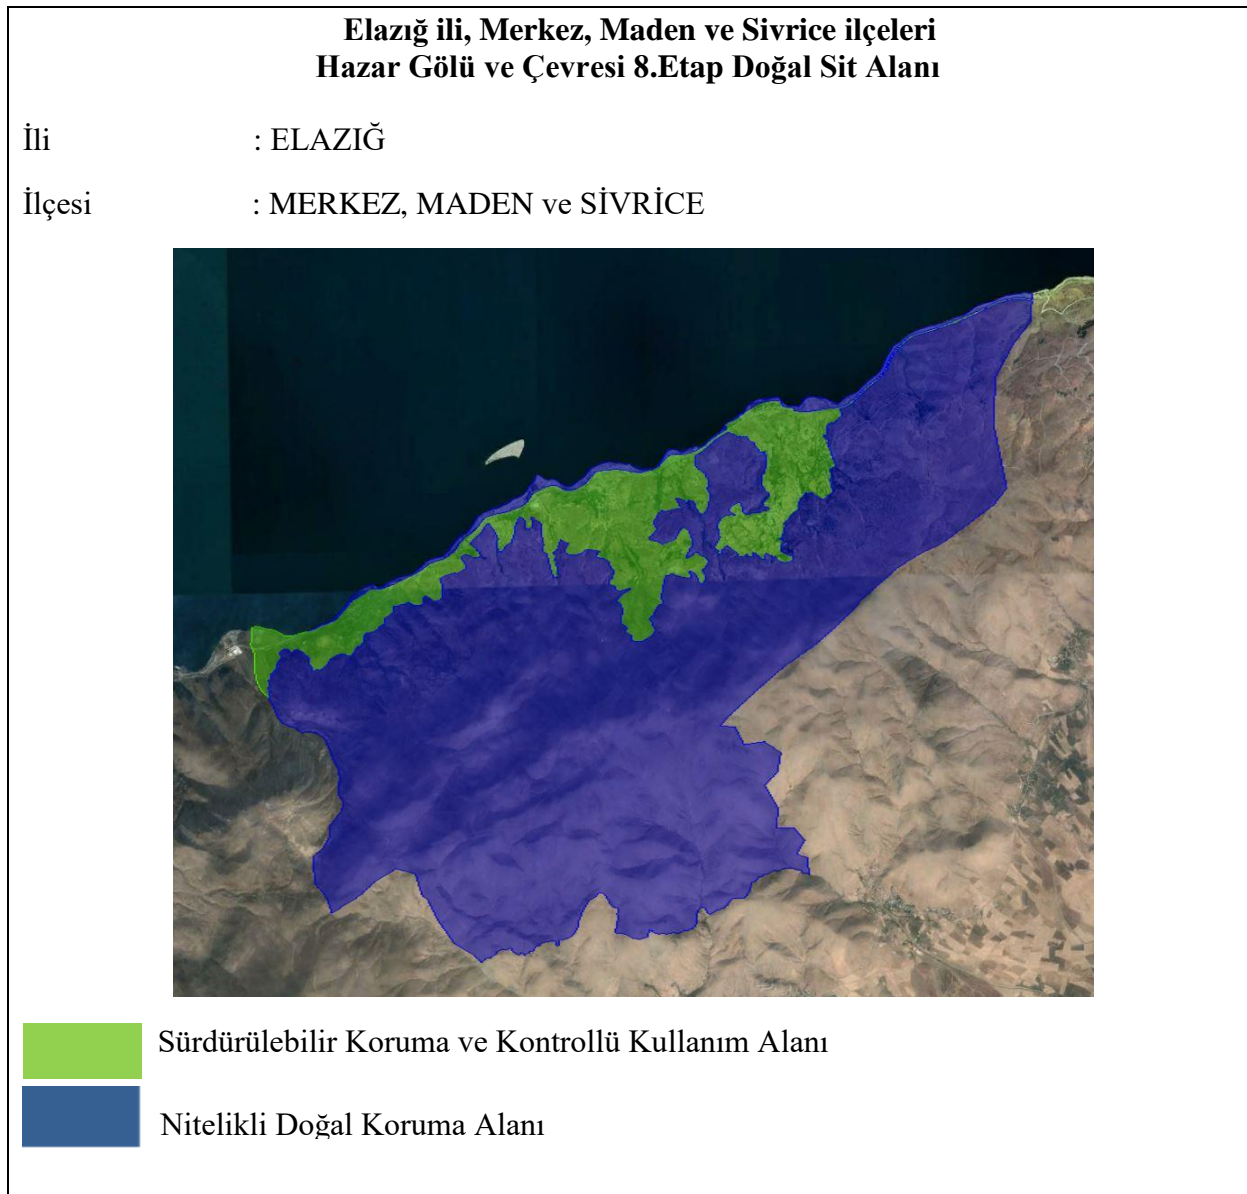 Elazığ ili, Merkez, Maden ve Sivrice ilçeleri
Hazar Gölü ve Çevresi 8.Etap Doğal Sit Alanı
İli : ELAZIĞ
İlçesi : MERKEZ, MADEN ve SİVRİCE
Sürdürülebilir Koruma ve Kontrollü Kullanım Alanı
Nitelikli Doğal Koruma Alanı